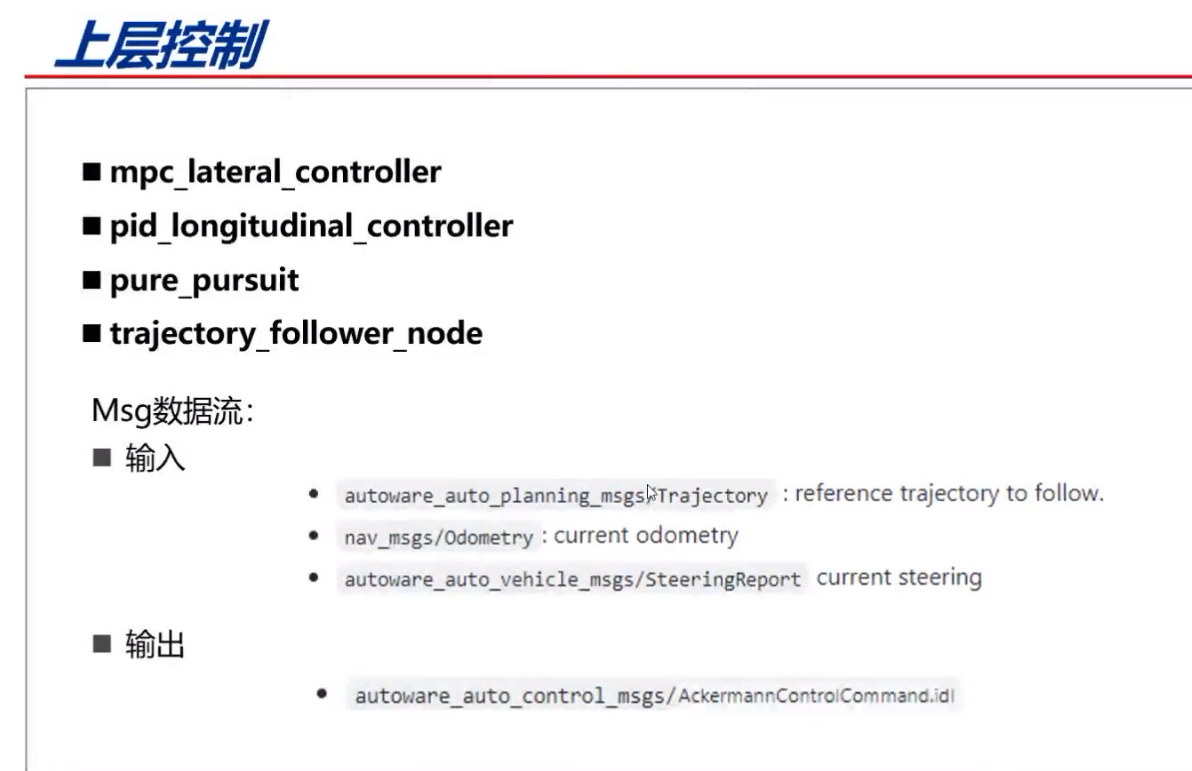 上层控制
■ mpc_lateral_controller
■ pid_longitudinal_controller
■ pure_pursuit
■ trajectory_follower_node
Msg数据流：
■ 输入
• autoware_auto_planning_msgs/Trajectory : reference trajectory to follow.
• nav_msgs/Odometry : current odometry
• autoware_auto_vehicle_msgs/SteeringReport current steering
■ 输出
• autoware_auto_control_msgs/AckermannControlCommand.idl